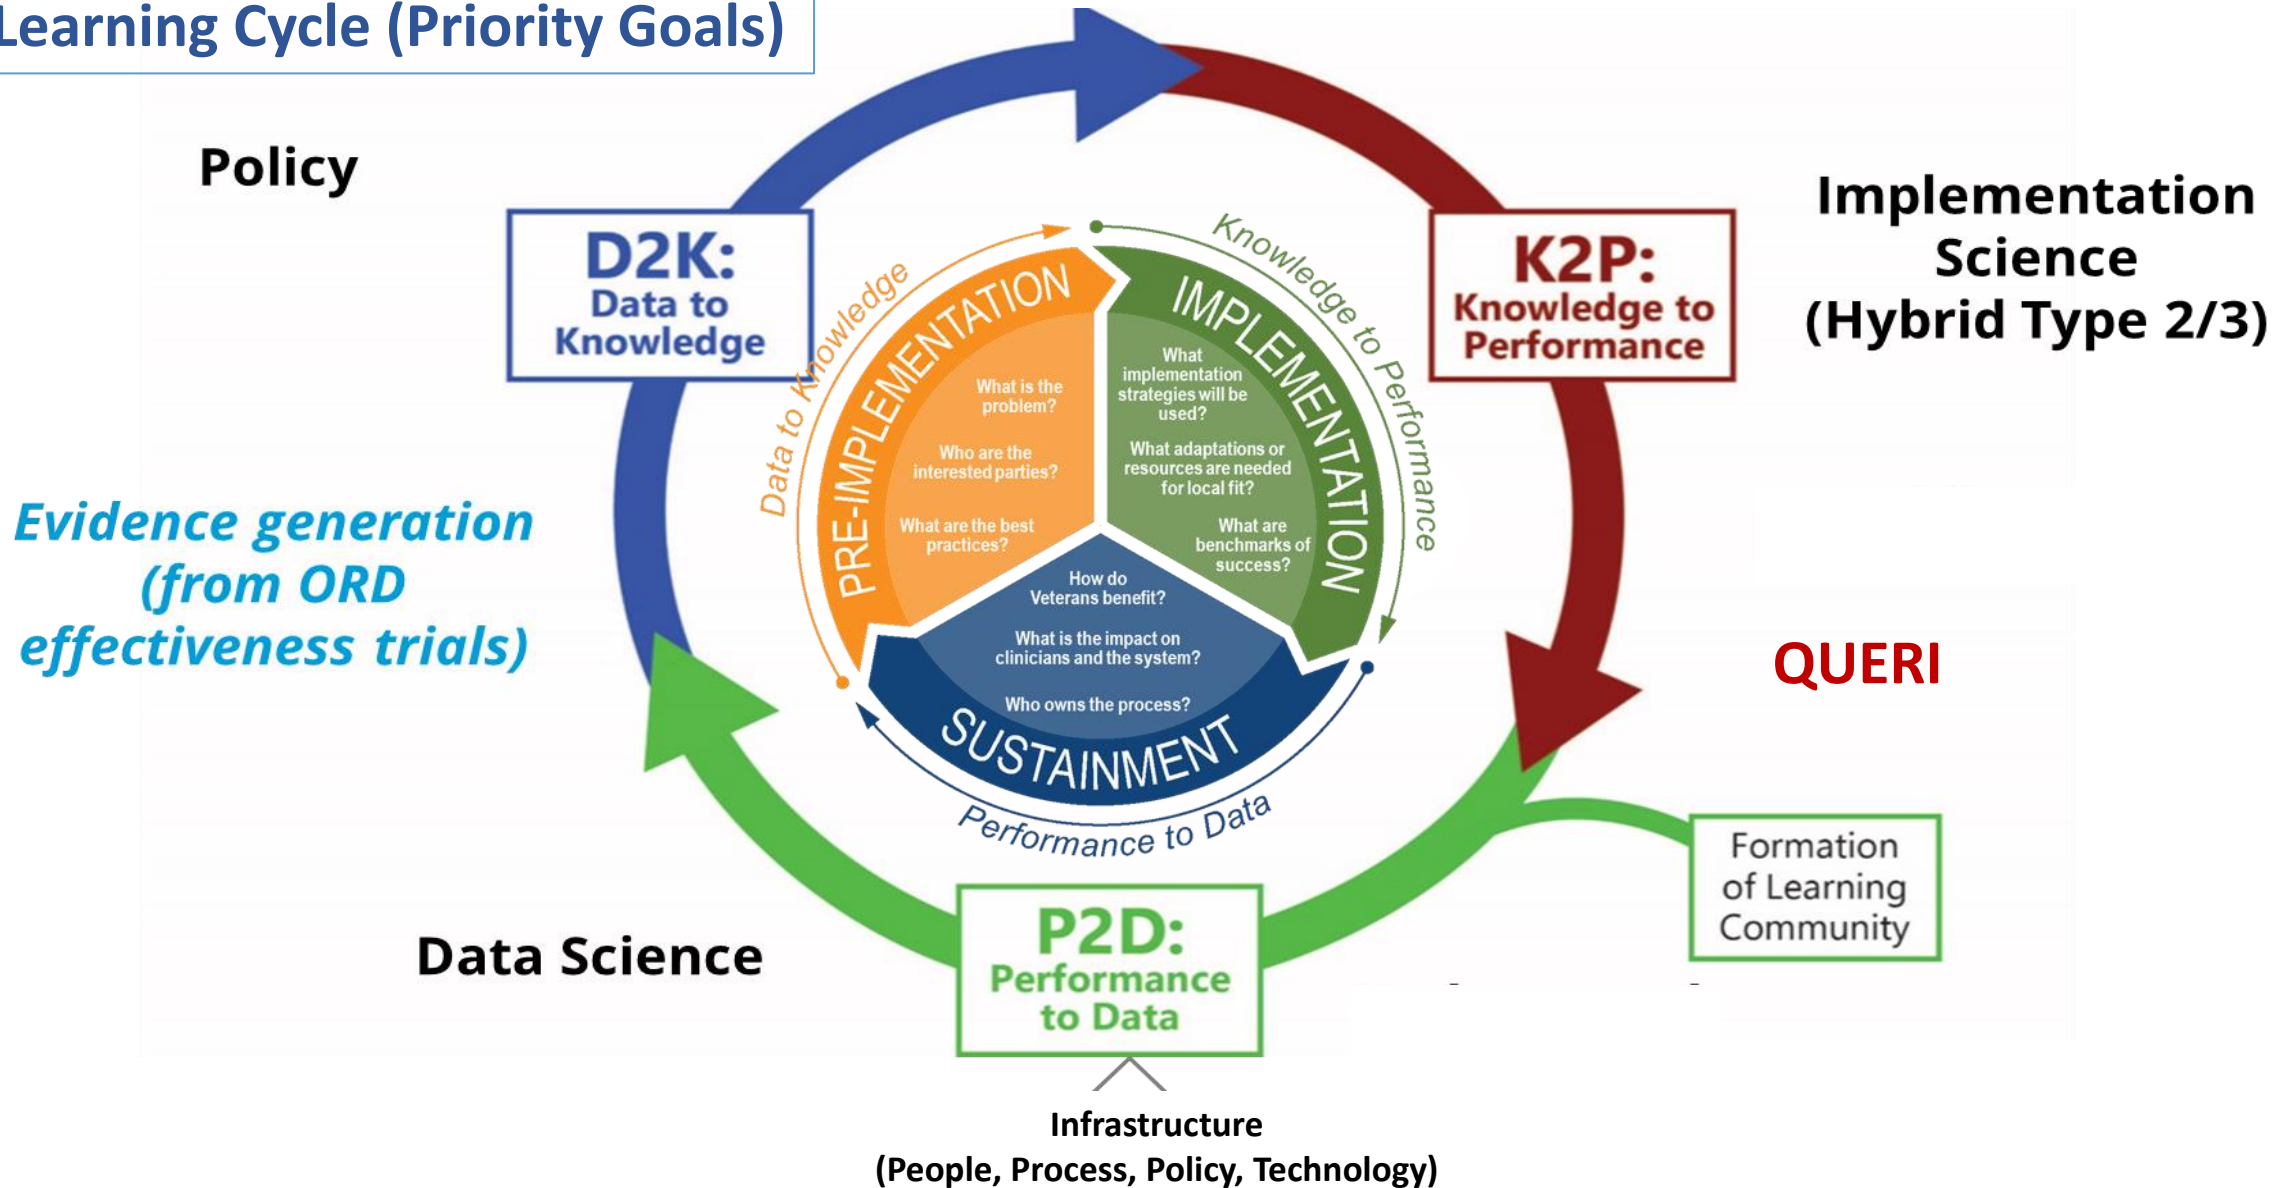 Learning Cycle (Priority Goals)
Policy
D2K:
Data to
Knowledge
K2P:
Knowledge to
Performance
Implementation
Science
(Hybrid Type 2/3)
Data to Knowledge
PRE-IMPLEMENTATION
What is the
problem?
Who are the
interested parties?
What are the best
practices?
Knowledge to Performance
IMPLEMENTATION
What
implementation
strategies will be
used?
What adaptations or
resources are needed
for local fit?
What are
benchmarks of
success?
How do
Veterans benefit?
What is the impact on
clinicians and the system?
Who owns the process?
SUSTAINMENT
Performance to Data
Evidence generation
(from ORD
effectiveness trials)
QUERI
Formation
of Learning
Community
Data Science
P2D:
Performance
to Data
Infrastructure
(People, Process, Policy, Technology)